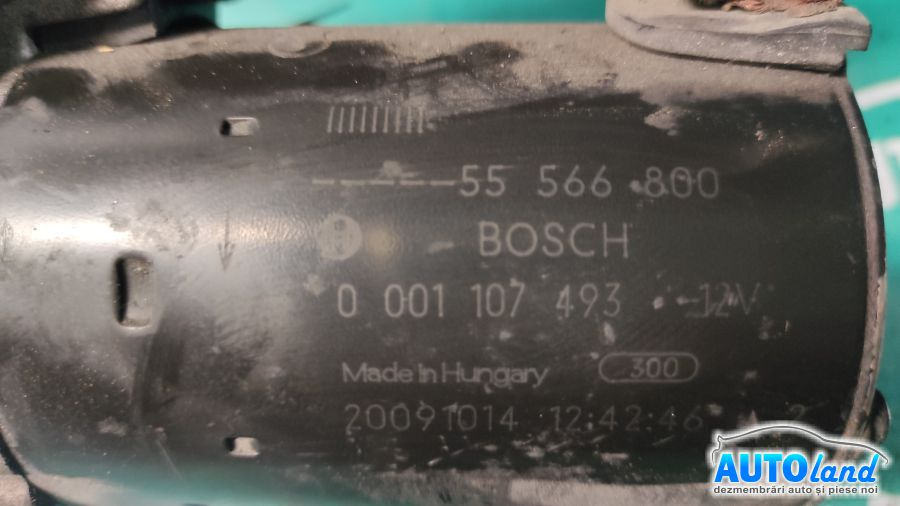 -----55 566 800
BOSCH
0 001 107 493 12V
Made in Hungary 300
20091014 12:42:46 2
AUTOland
dezmembrări auto și piese noi